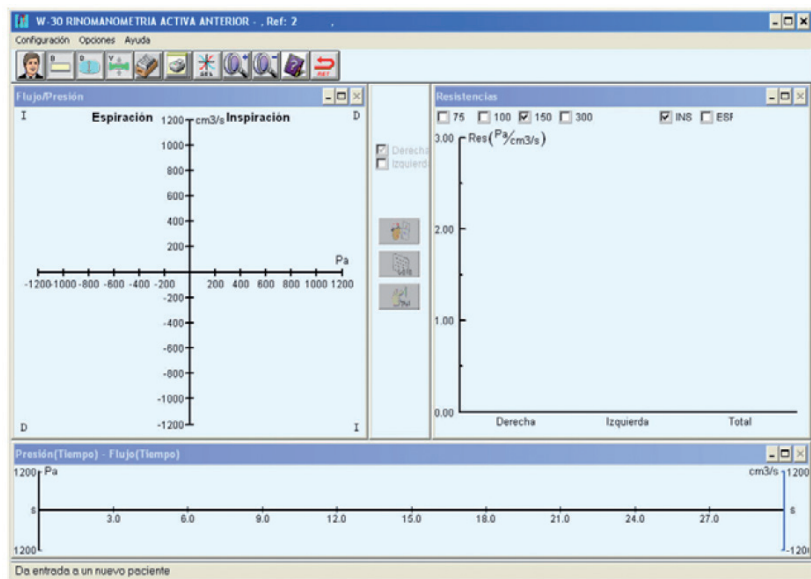 W-30 RINOMANOMETRIA ACTIVA ANTERIOR - . Ref: 2 .
Configuración Opciones Ayuda
Flujo/Presión
I Espiración 1200 cm3/s Inspiración D
1000
800
600
400
200
Pa
-1200 -1000 -800 -600 -400 -200 200 400 600 800 1000 1200
-200
-400
-600
-800
-1000
D -1200 I
Derecha
Izquierda
Resistencias
75 100 150 300 INS ESF
3.00 Res(Pa/cm3/s)
2.00
1.00
0.00
Derecha Izquierda Total
Presión(Tiempo) - Flujo(Tiempo)
1200 Pa cm3/s 1200
s 3.0 6.0 9.0 12.0 15.0 18.0 21.0 24.0 27.0 s
1200 -120
Da entrada a un nuevo paciente